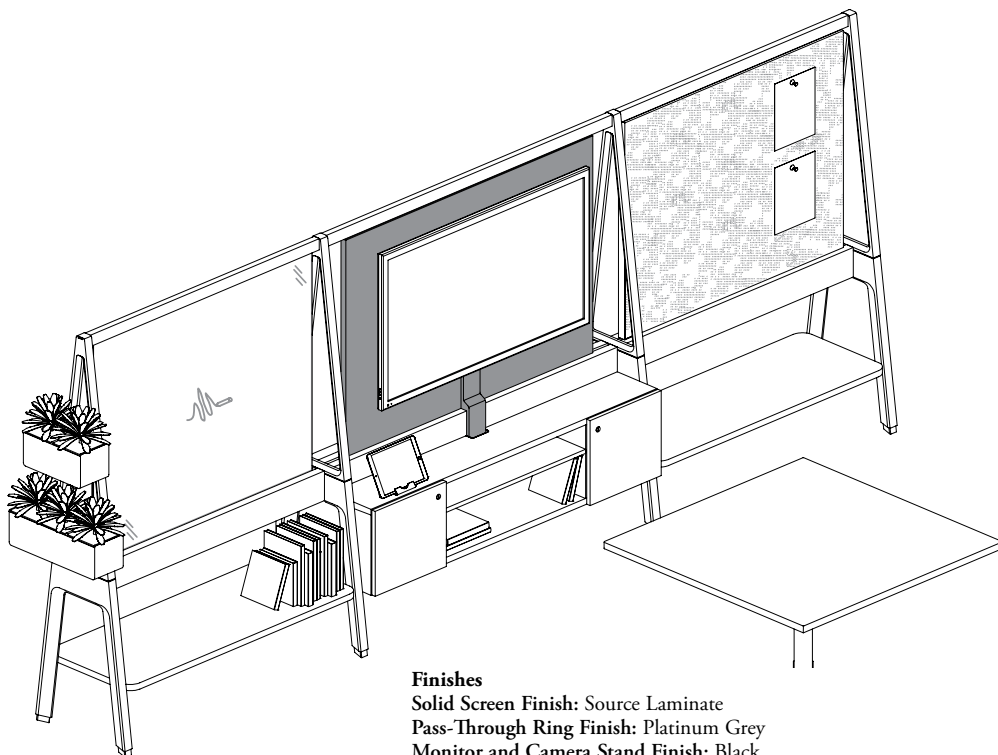 Finishes
Solid Screen Finish: Source Laminate
Pass-Through Ring Finish: Platinum Grey
Monitor and Camera Stand Finish: Black